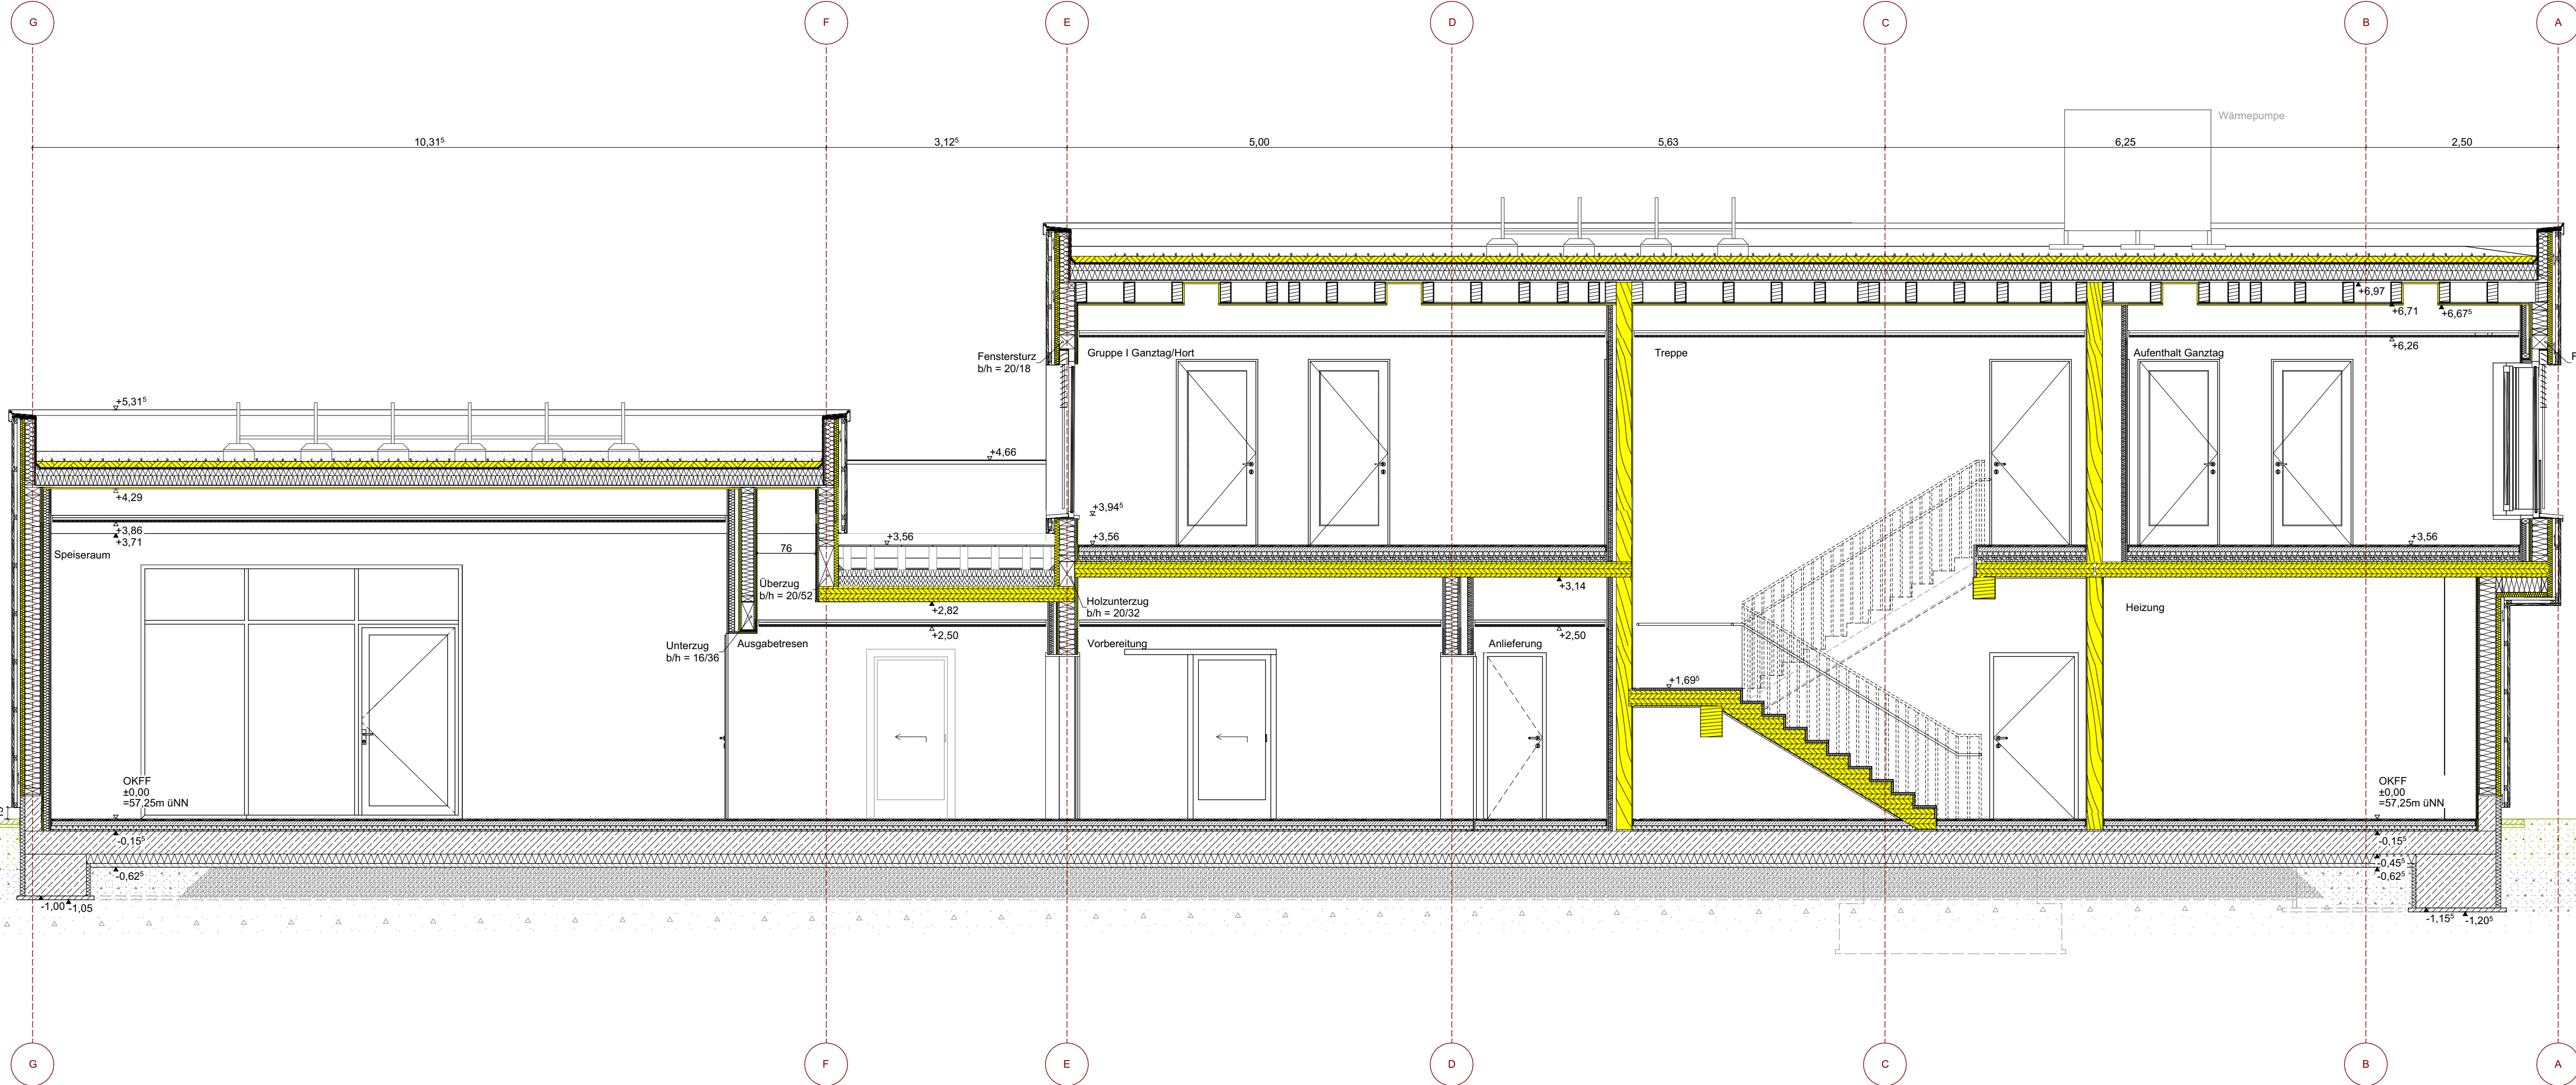 G
F
E
D
C
B
A
Wärmepumpe
10,31⁵
3,12⁵
5,00
5,63
6,25
2,50
+6,97
+6,71
+6,67⁵
Fenstersturz
b/h = 20/18
Gruppe I Ganztag/Hort
Treppe
Aufenthalt Ganztag
+6,26
F
+5,31⁵
+4,66
+4,29
+3,94⁵
+3,86
+3,71
+3,56
+3,56
+3,56
Speiseraum
76
Überzug
b/h = 20/52
+3,14
+2,82
Holzunterzug
b/h = 20/32
Heizung
+2,50
+2,50
Unterzug
b/h = 16/36
Ausgabetresen
Vorbereitung
Anlieferung
+1,69⁵
OKFF
±0,00
=57,25m üNN
OKFF
±0,00
=57,25m üNN
-0,15⁵
-0,15⁵
-0,45⁵
-0,62⁵
-0,62⁵
-1,00
-1,05
-1,15⁵
-1,20⁵
G
F
E
D
C
B
A